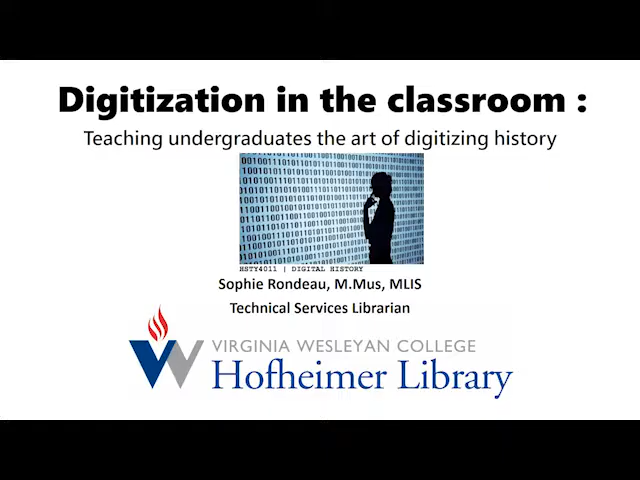 Digitization in the classroom :
Teaching undergraduates the art of digitizing history
HSTY4011 | DIGITAL HISTORY
Sophie Rondeau, M.Mus, MLIS
Technical Services Librarian
VIRGINIA WESLEYAN COLLEGE
Hofheimer Library